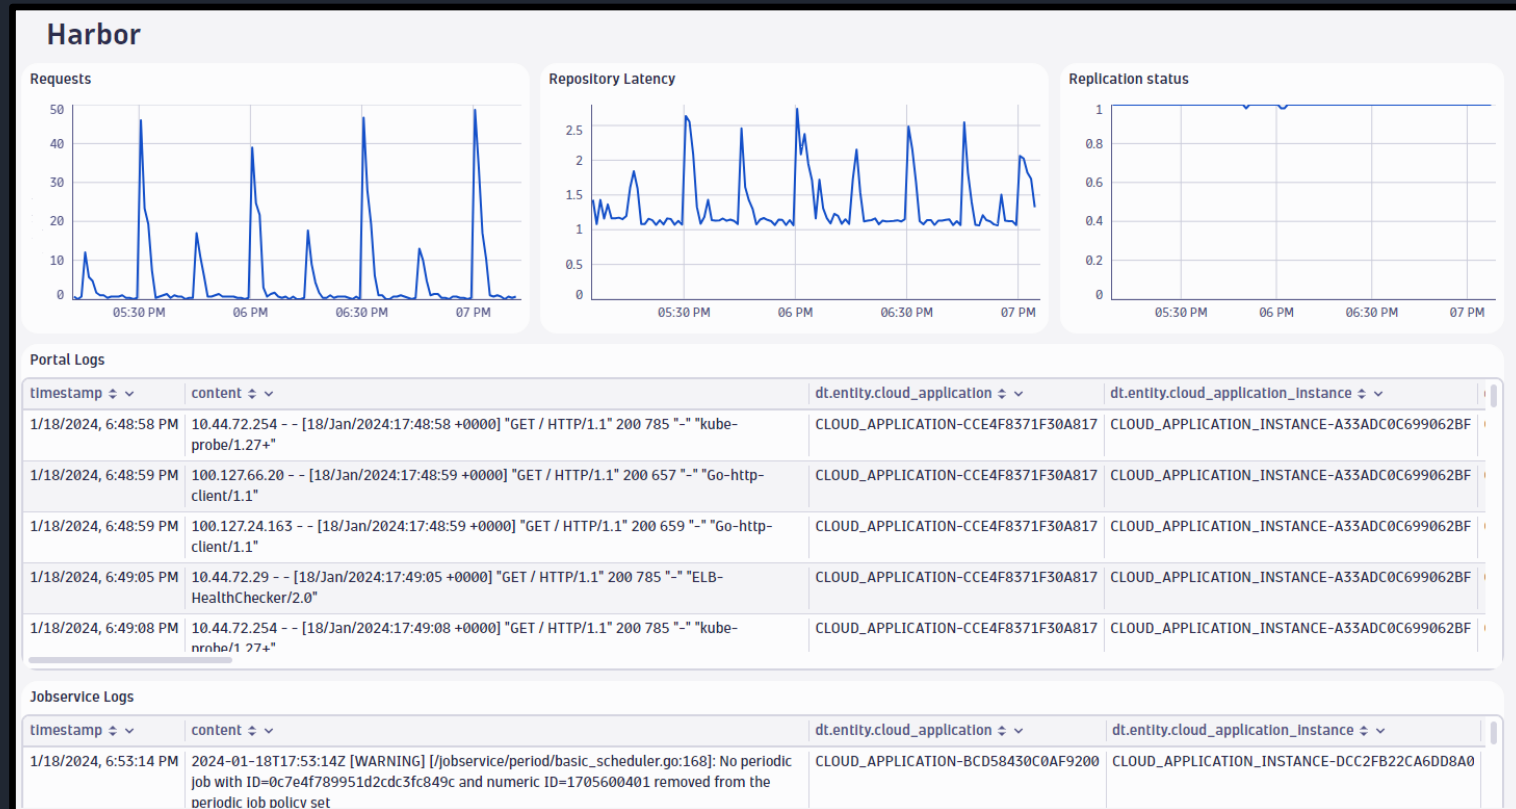 Harbor
Requests
50
40
30
20
10
0
05:30 PM 06 PM 06:30 PM 07 PM
Repository Latency
2.5
2
1.5
1
0.5
0
05:30 PM 06 PM 06:30 PM 07 PM
Replication status
1
0.8
0.6
0.4
0.2
0
05:30 PM 06 PM 06:30 PM 07 PM
Portal Logs
timestamp content dt.entity.cloud_application dt.entity.cloud_application_instance
1/18/2024, 6:48:58 PM 10.44.72.254 - - [18/Jan/2024:17:48:58 +0000] "GET / HTTP/1.1" 200 785 "-" "kube- CLOUD_APPLICATION-CCE4F8371F30A817 CLOUD_APPLICATION_INSTANCE-A33ADC0C699062BF
probe/1.27+"
1/18/2024, 6:48:59 PM 100.127.66.20 - - [18/Jan/2024:17:48:59 +0000] "GET / HTTP/1.1" 200 657 "-" "Go-http- CLOUD_APPLICATION-CCE4F8371F30A817 CLOUD_APPLICATION_INSTANCE-A33ADC0C699062BF
client/1.1"
1/18/2024, 6:48:59 PM 100.127.24.163 - - [18/Jan/2024:17:48:59 +0000] "GET / HTTP/1.1" 200 659 "-" "Go-http- CLOUD_APPLICATION-CCE4F8371F30A817 CLOUD_APPLICATION_INSTANCE-A33ADC0C699062BF
client/1.1"
1/18/2024, 6:49:05 PM 10.44.72.29 - - [18/Jan/2024:17:49:05 +0000] "GET / HTTP/1.1" 200 785 "-" "ELB- CLOUD_APPLICATION-CCE4F8371F30A817 CLOUD_APPLICATION_INSTANCE-A33ADC0C699062BF
HealthChecker/2.0"
1/18/2024, 6:49:08 PM 10.44.72.254 - - [18/Jan/2024:17:49:08 +0000] "GET / HTTP/1.1" 200 785 "-" "kube- CLOUD_APPLICATION-CCE4F8371F30A817 CLOUD_APPLICATION_INSTANCE-A33ADC0C699062BF
probe/1.27+"
Jobservice Logs
timestamp content dt.entity.cloud_application dt.entity.cloud_application_instance
1/18/2024, 6:53:14 PM 2024-01-18T17:53:14Z [WARNING] [/jobservice/period/basic_scheduler.go:168]: No periodic CLOUD_APPLICATION-BCD58430C0AF9200 CLOUD_APPLICATION_INSTANCE-DCC2FB22CA6DD8A0
job with ID=0c7e4f789951d2cdc3fc849c and numeric ID=1705600401 removed from the
periodic job policy set